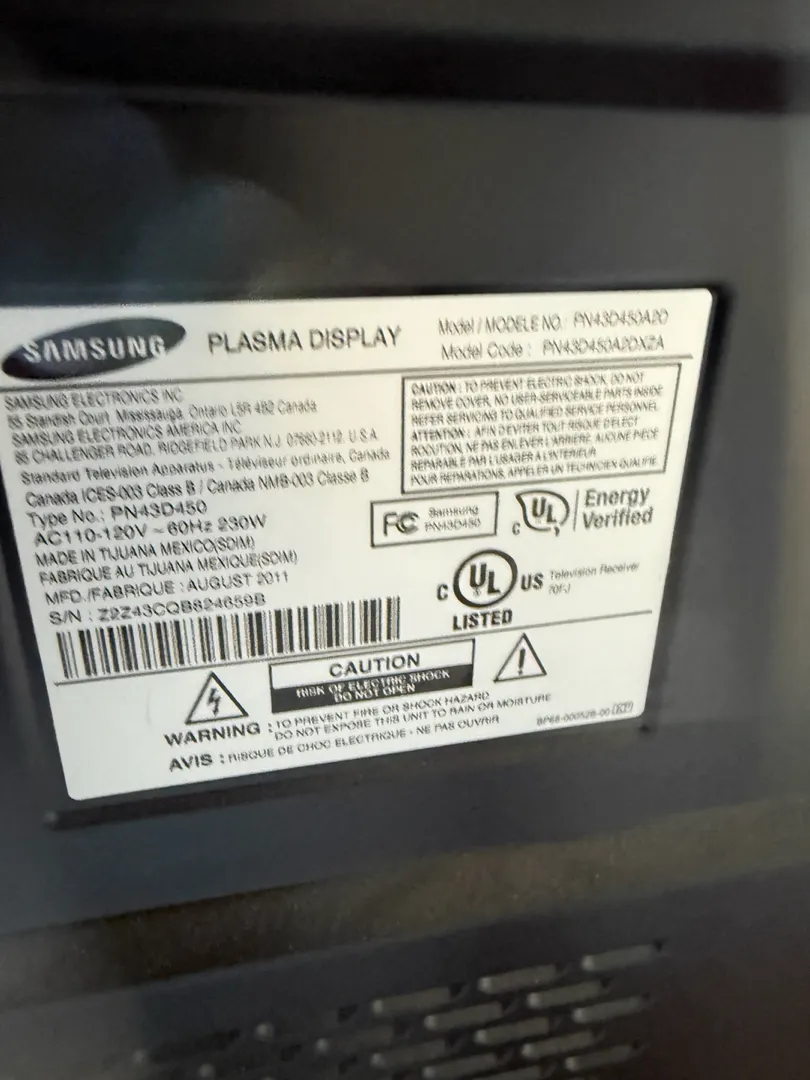 SAMSUNG
PLASMA DISPLAY
Model / MODELE NO.: PN43D450A2D
Model Code : PN43D450A2DXZA
SAMSUNG ELECTRONICS INC
55 Standish Court Mississauga, Ontario L5R 4B2 Canada
SAMSUNG ELECTRONICS AMERICA INC
85 CHALLENGER ROAD, RIDGEFIELD PARK N.J. 07660-2112 U.S.A.
Standard Television Apparatus - Téléviseur ordinaire, Canada
Canada ICES-003 Class B / Canada NMB-003 Classe B
Type No.: PN43D450
AC110-120V ~ 60Hz 230W
MADE IN TIJUANA MEXICO(SDIM)
FABRIQUE AU TIJUANA MEXIQUE(SDIM)
MFD./FABRIQUE : AUGUST 2011
S/N : Z2Z43CQB824659B
CAUTION : TO PREVENT ELECTRIC SHOCK, DO NOT
REMOVE COVER, NO USER-SERVICEABLE PARTS INSIDE
REFER SERVICING TO QUALIFIED SERVICE PERSONNEL
ATTENTION : AFIN D'EVITER TOUT RISQUE D'ELECT
ROCUTION, NE PAS ENLEVER L'ARRIERE, AUCUNE PIECE
REPARABLE PAR L'USAGER A L'INTERIEUR
POUR REPARATIONS, APPELER UN TECHNICIEN QUALIFIE.
FC Samsung
PN43D450
C UL
Energy
Verified
C UL US
LISTED
Television Receiver
70FJ
CAUTION
RISK OF ELECTRIC SHOCK
DO NOT OPEN
WARNING : TO PREVENT FIRE OR SHOCK HAZARD
DO NOT EXPOSE THIS UNIT TO RAIN OR MOISTURE
AVIS : RISQUE DE CHOC ELECTRIQUE - NE PAS OUVRIR